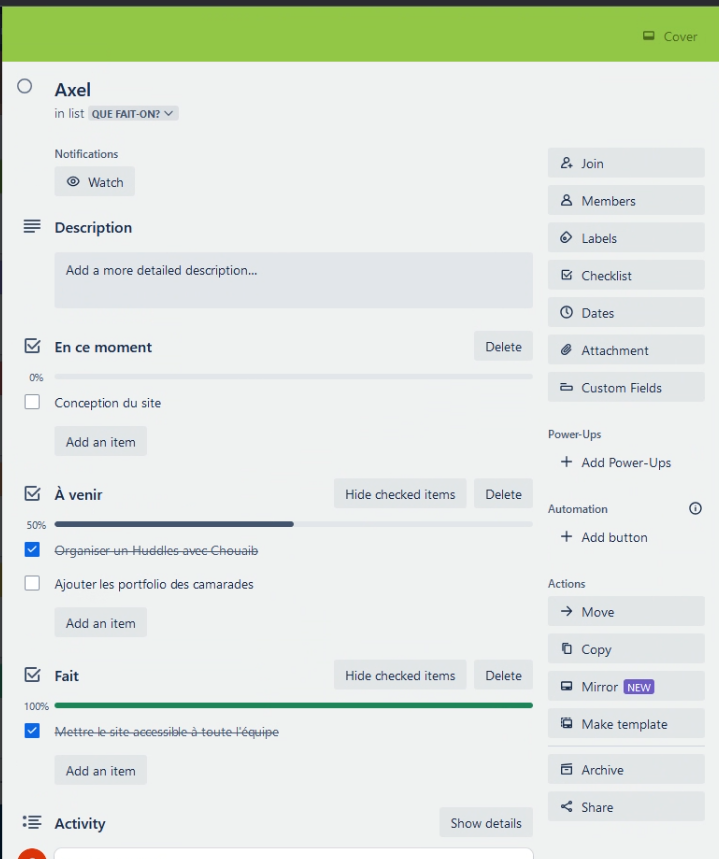 Cover
Axel
in list QUE FAIT-ON?
Notifications
Watch
Description
Add a more detailed description...
En ce moment
Delete
0%
Conception du site
Add an item
À venir
Hide checked items
Delete
50%
Organiser un Huddles avec Chouaib
Ajouter les portfolio des camarades
Add an item
Fait
Hide checked items
Delete
100%
Mettre le site accessible à toute l'équipe
Add an item
Activity
Show details
Join
Members
Labels
Checklist
Dates
Attachment
Custom Fields
Power-Ups
+ Add Power-Ups
Automation
+ Add button
Actions
Move
Copy
Mirror NEW
Make template
Archive
Share